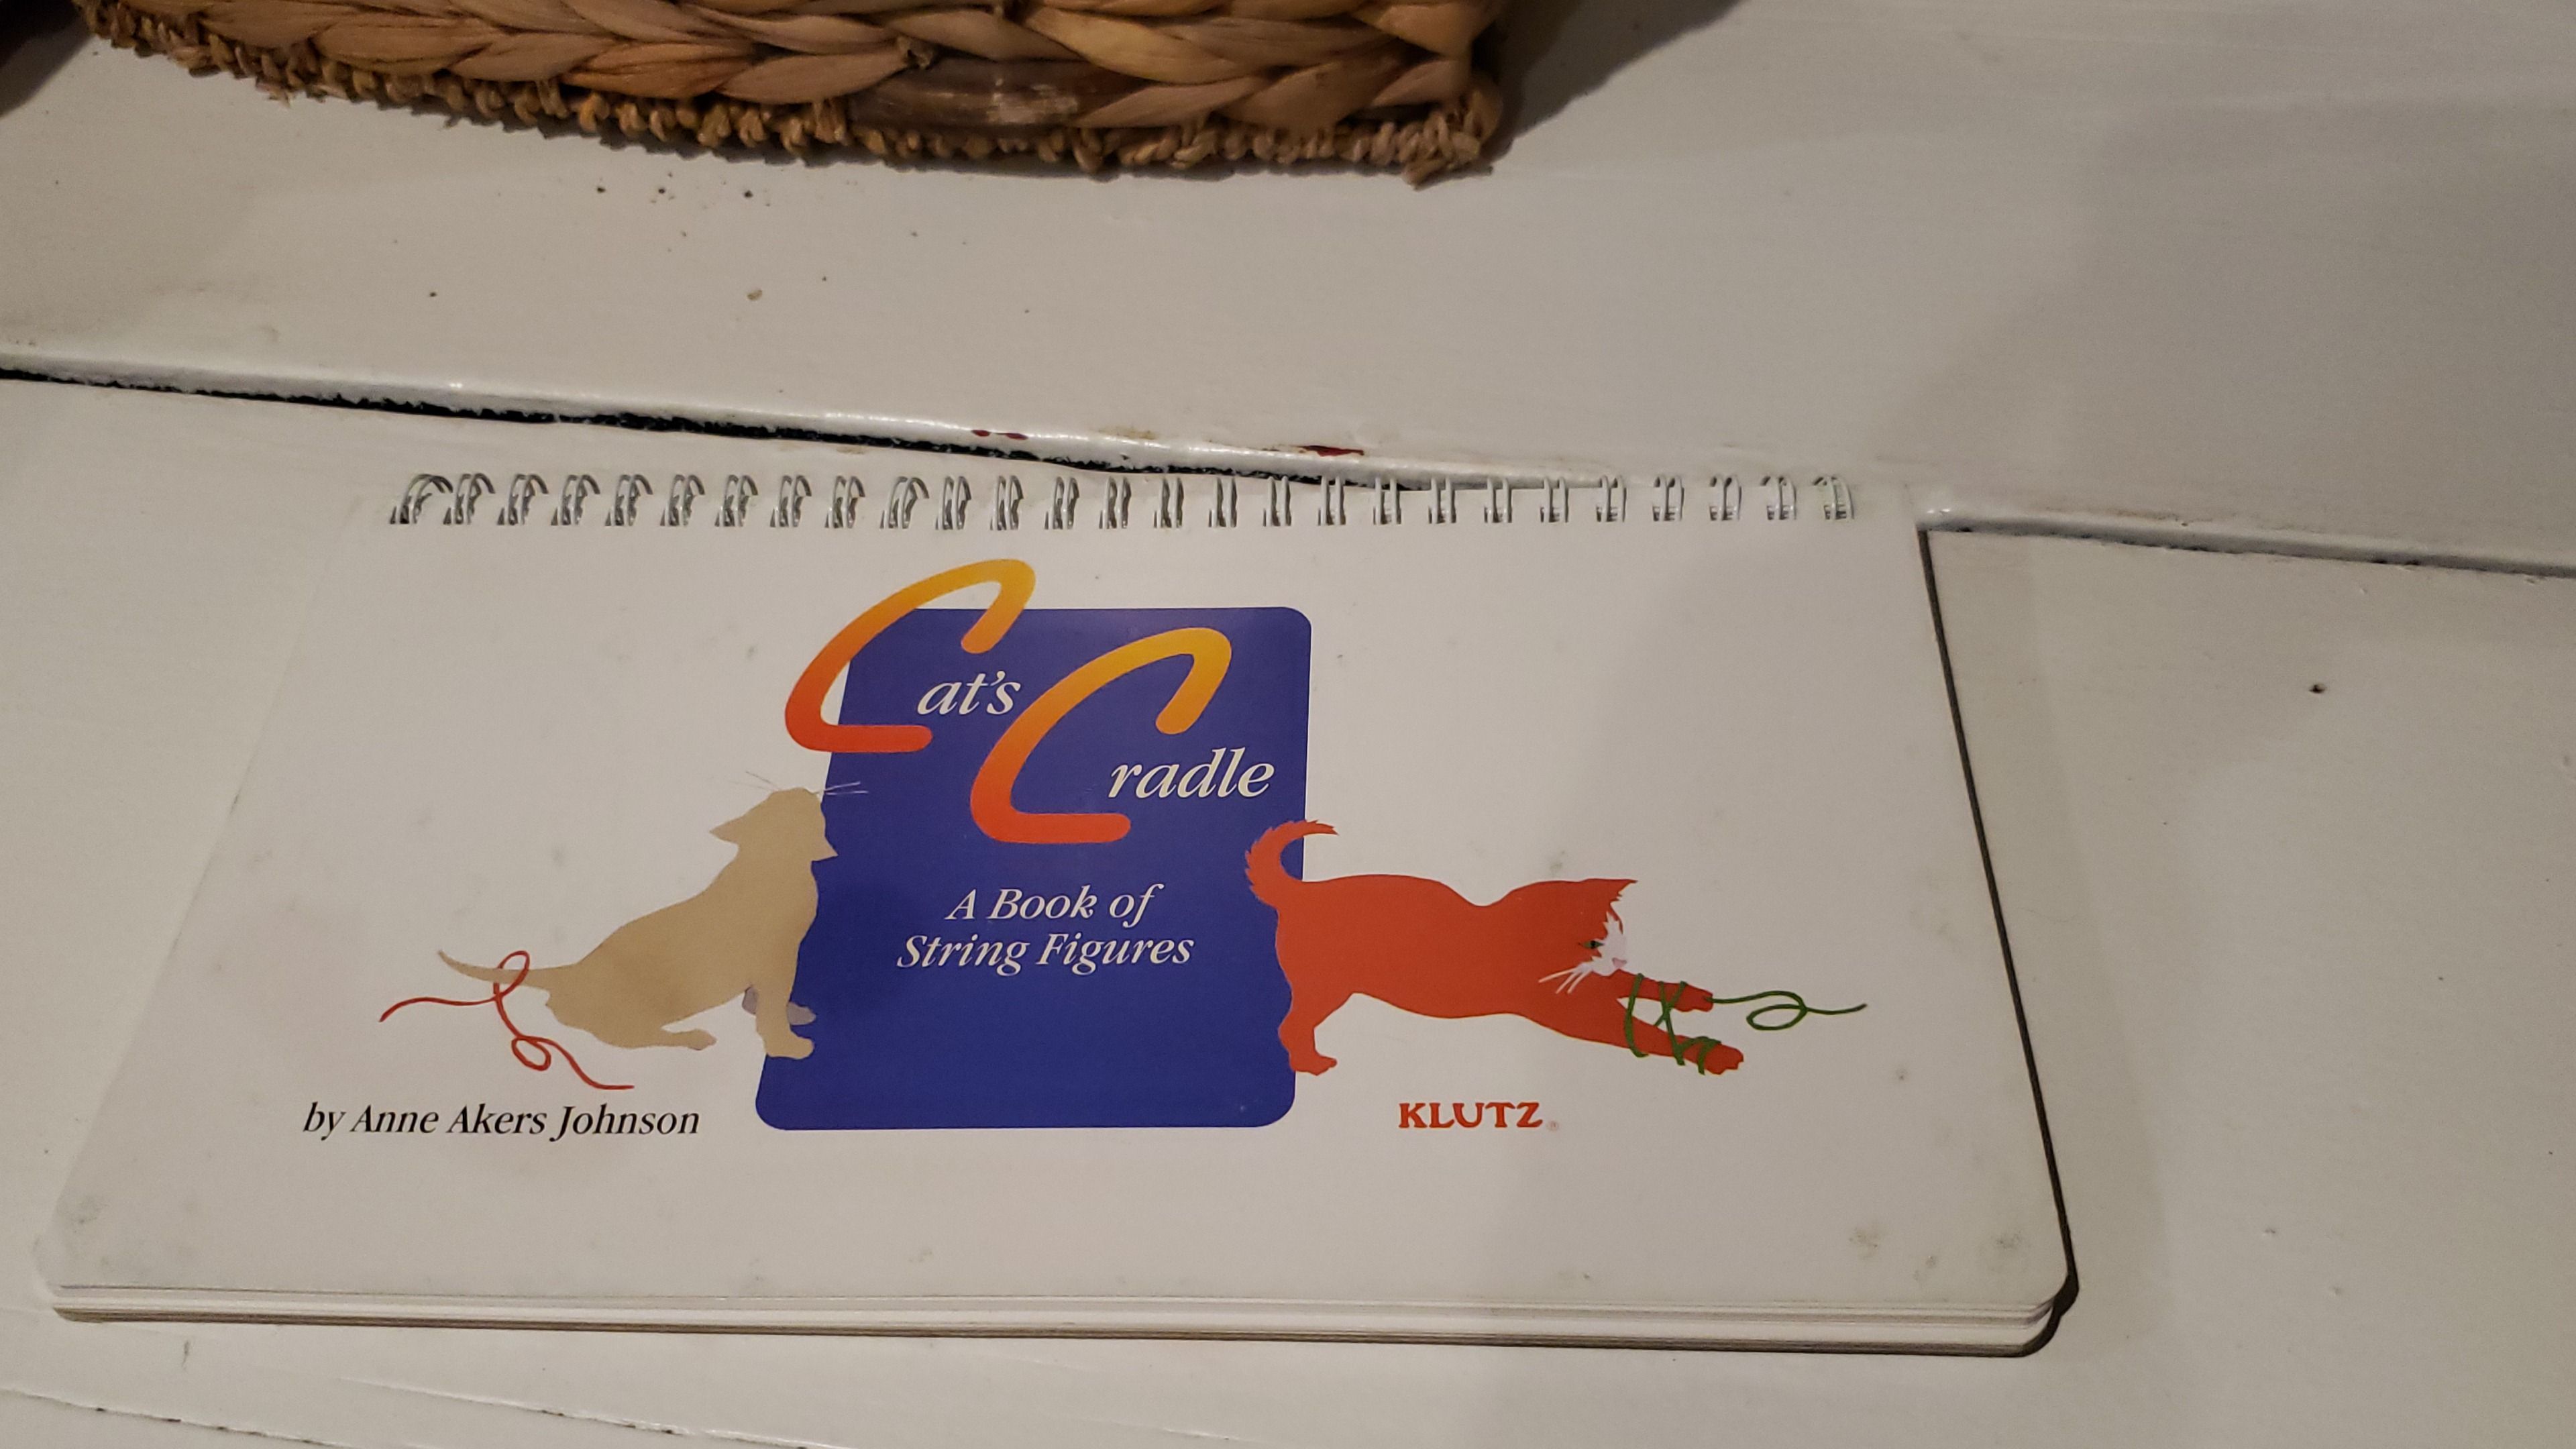 Cat's
Cradle
A Book of
String Figures
by Anne Akers Johnson
KLUTZ®